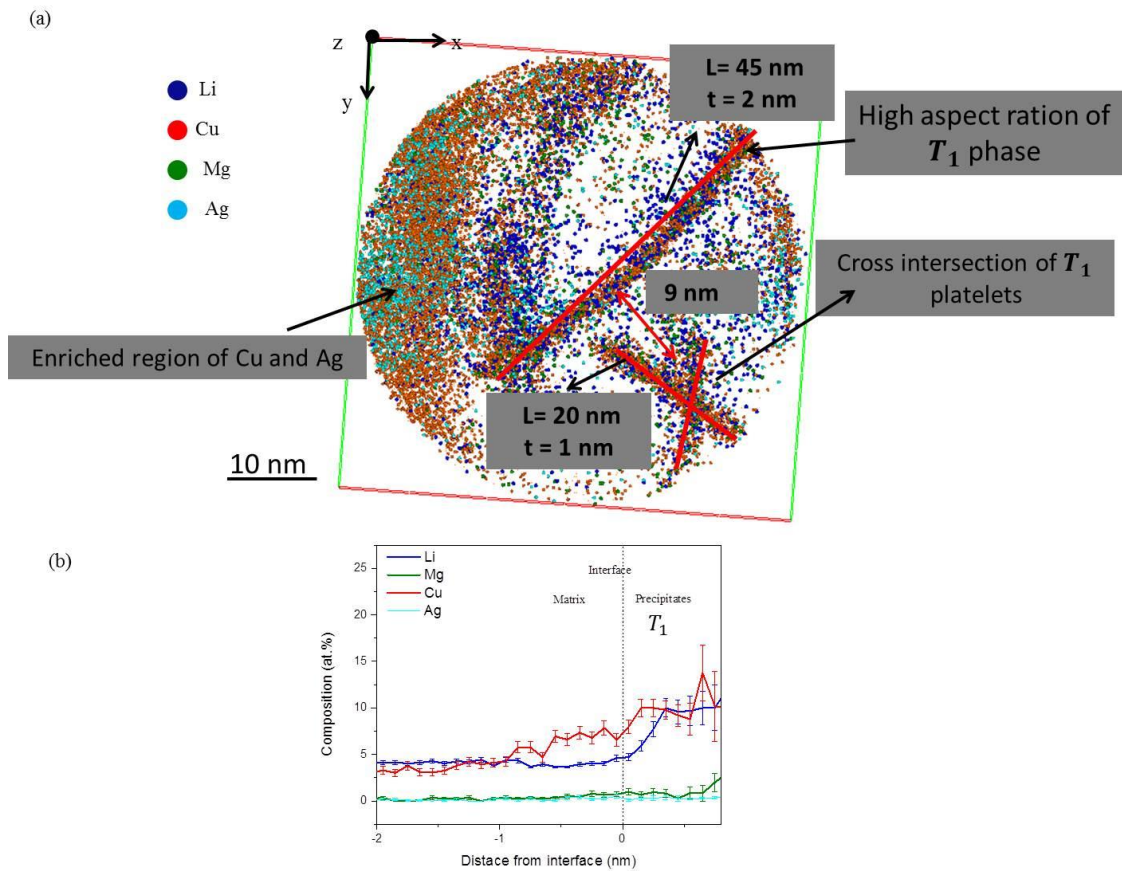 (a)
z
x
y
Li
Cu
Mg
Ag
L= 45 nm
t = 2 nm
High aspect ration of
T₁ phase
Cross intersection of T₁
platelets
9 nm
Enriched region of Cu and Ag
L= 20 nm
t = 1 nm
10 nm
(b)
Li
Mg
Cu
Ag
Interface
Matrix
Precipitates
T₁
Composition (at.%)
25
20
15
10
5
0
-2
-1
0
Distace from interface (nm)